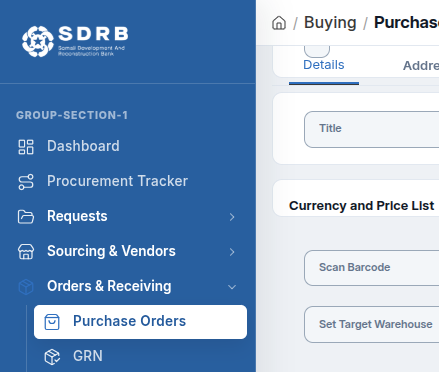 SDRB
Somali Development And
Reconstruction Bank
/ Buying /
Details
Title
GROUP-SECTION-1
Dashboard
Procurement Tracker
Requests
Currency and Price List
Sourcing & Vendors
Scan Barcode
Orders & Receiving
Purchase Orders
Set Target Warehouse
GRN